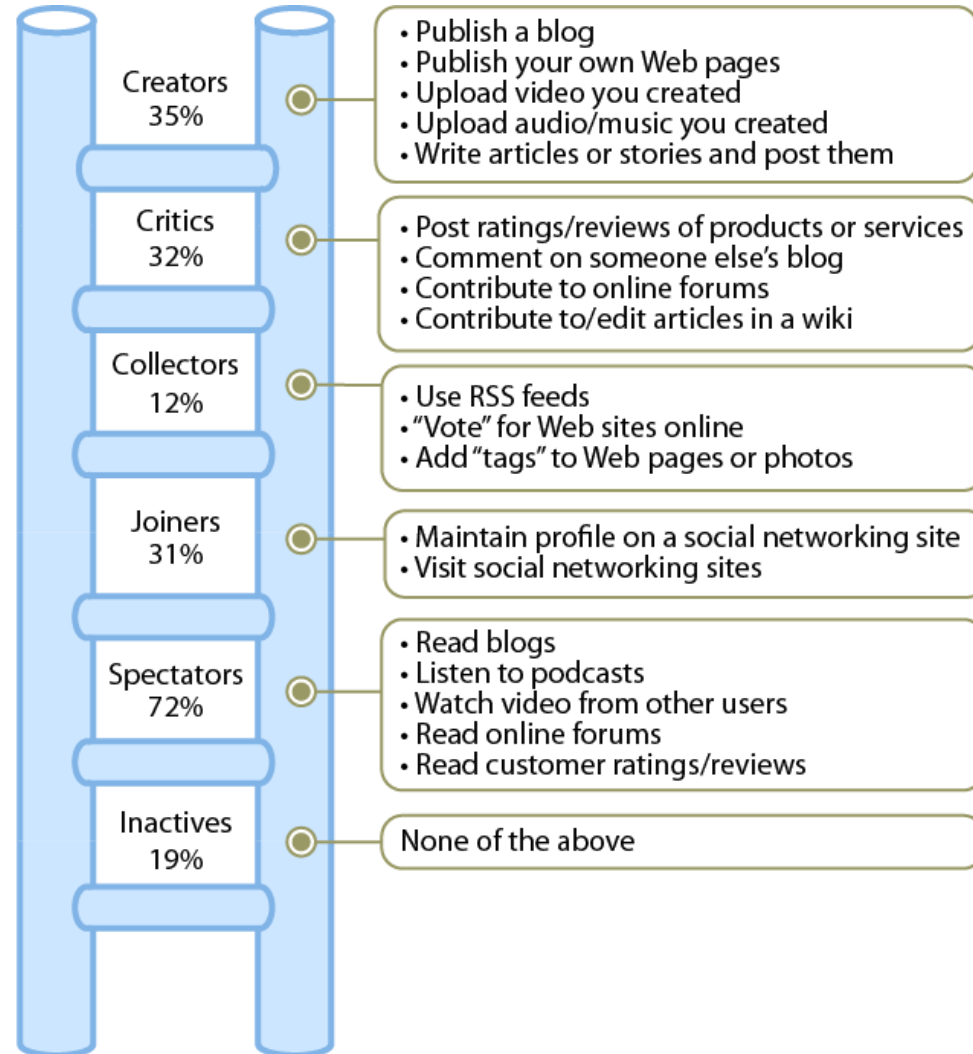 Creators
35%
• Publish a blog
• Publish your own Web pages
• Upload video you created
• Upload audio/music you created
• Write articles or stories and post them
Critics
32%
• Post ratings/reviews of products or services
• Comment on someone else’s blog
• Contribute to online forums
• Contribute to/edit articles in a wiki
Collectors
12%
• Use RSS feeds
• “Vote” for Web sites online
• Add “tags” to Web pages or photos
Joiners
31%
• Maintain profile on a social networking site
• Visit social networking sites
Spectators
72%
• Read blogs
• Listen to podcasts
• Watch video from other users
• Read online forums
• Read customer ratings/reviews
Inactives
19%
None of the above